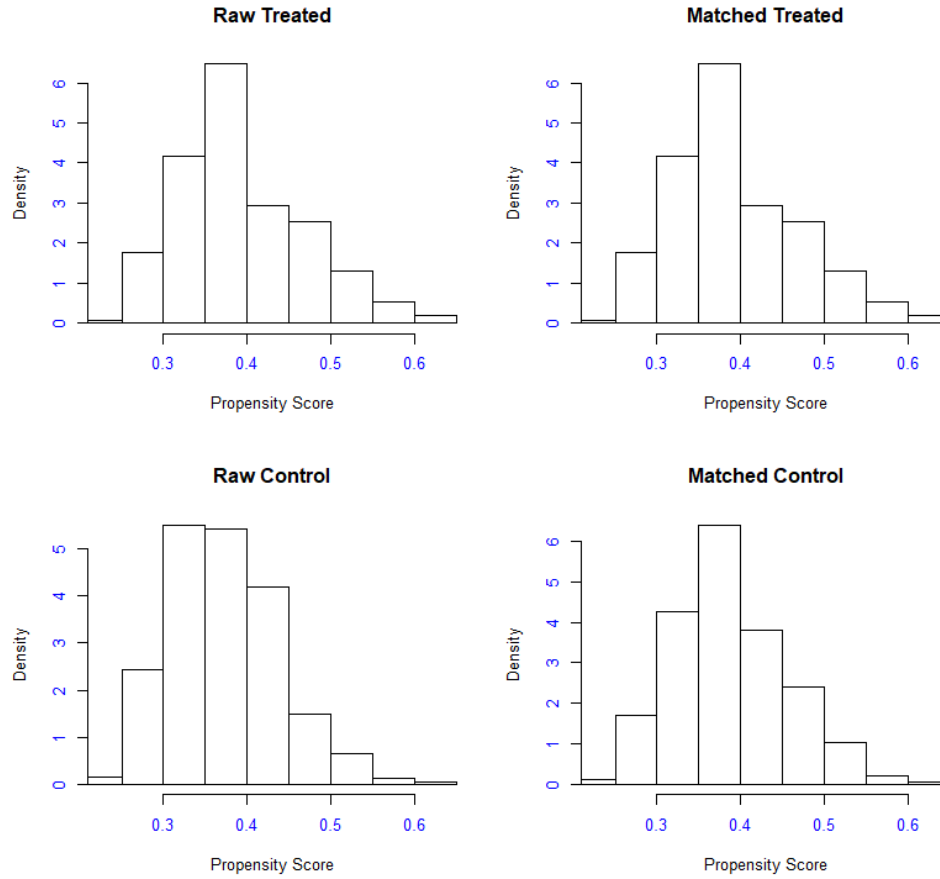 Raw Treated
Density
0 1 2 3 4 5 6
0.3 0.4 0.5 0.6
Propensity Score
Matched Treated
Density
0 1 2 3 4 5 6
0.3 0.4 0.5 0.6
Propensity Score
Raw Control
Density
0 1 2 3 4 5
0.3 0.4 0.5 0.6
Propensity Score
Matched Control
Density
0 1 2 3 4 5 6
0.3 0.4 0.5 0.6
Propensity Score